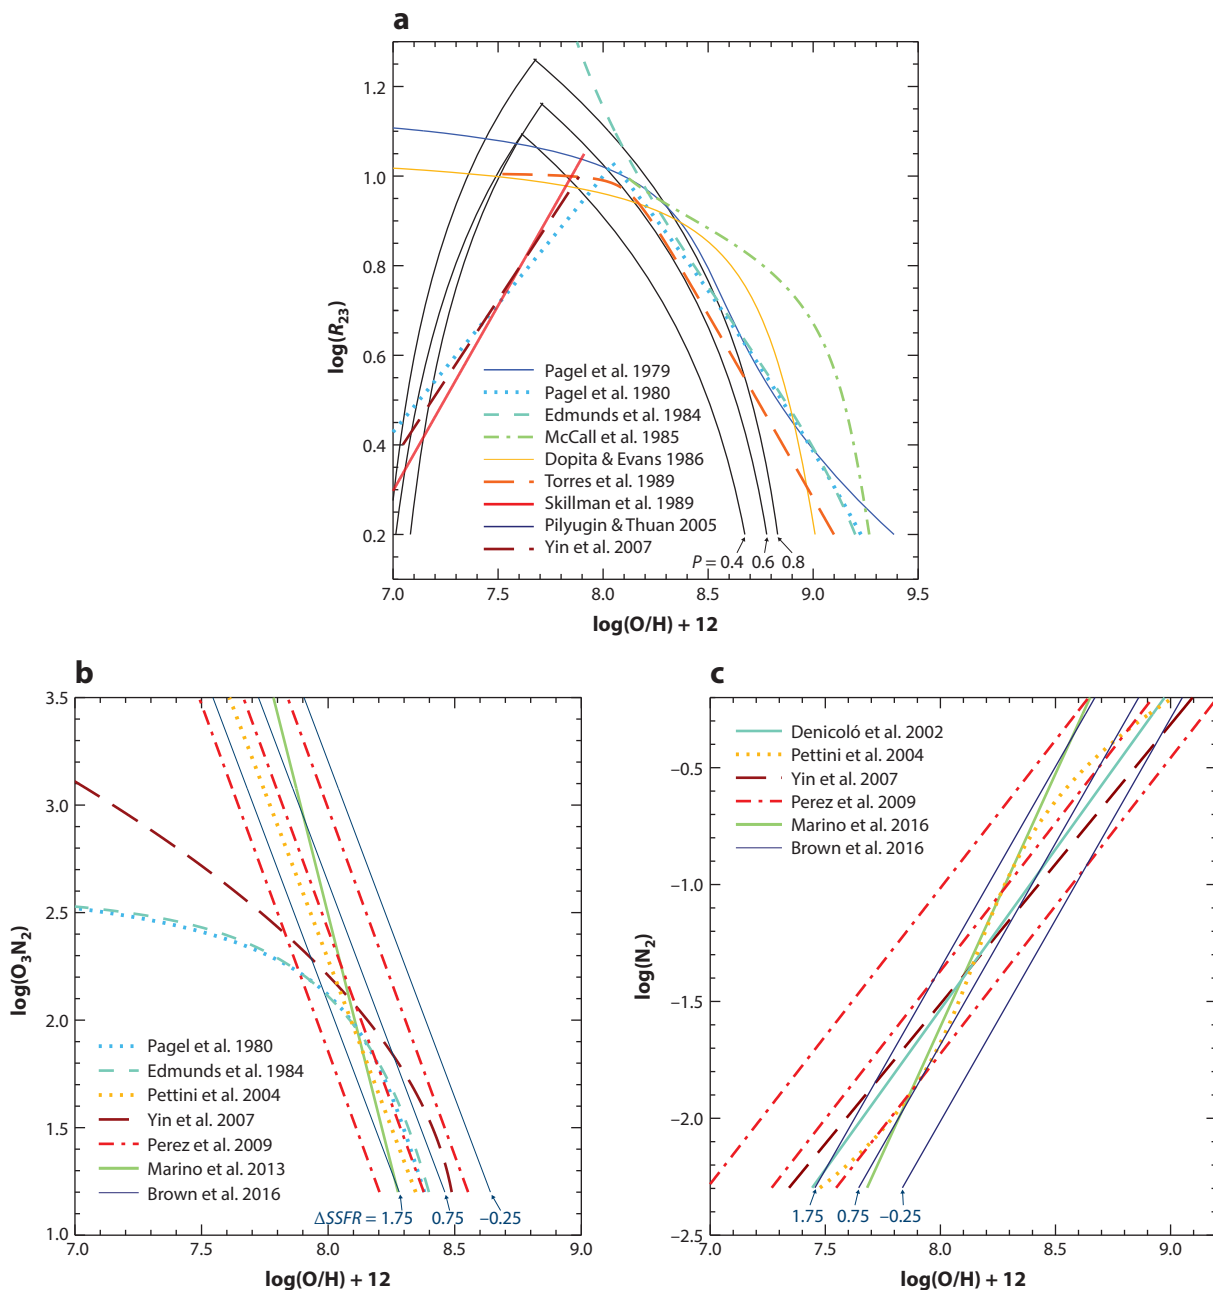 a
1.2
1.0
0.8
0.6
0.4
0.2
log(R23)
Pagel et al. 1979
Pagel et al. 1980
Edmunds et al. 1984
McCall et al. 1985
Dopita & Evans 1986
Torres et al. 1989
Skillman et al. 1989
Pilyugin & Thuan 2005
Yin et al. 2007
P = 0.4 0.6 0.8
7.0 7.5 8.0 8.5 9.0 9.5
log(O/H) + 12
b
3.5
3.0
2.5
2.0
1.5
1.0
log(O3N2)
Pagel et al. 1980
Edmunds et al. 1984
Pettini et al. 2004
Yin et al. 2007
Perez et al. 2009
Marino et al. 2013
Brown et al. 2016
ΔSSFR = 1.75 0.75 −0.25
7.0 7.5 8.0 8.5 9.0
log(O/H) + 12
c
−0.5
−1.0
−1.5
−2.0
−2.5
log(N2)
Denicoló et al. 2002
Pettini et al. 2004
Yin et al. 2007
Perez et al. 2009
Marino et al. 2016
Brown et al. 2016
1.75 0.75 −0.25
7.0 7.5 8.0 8.5 9.0
log(O/H) + 12